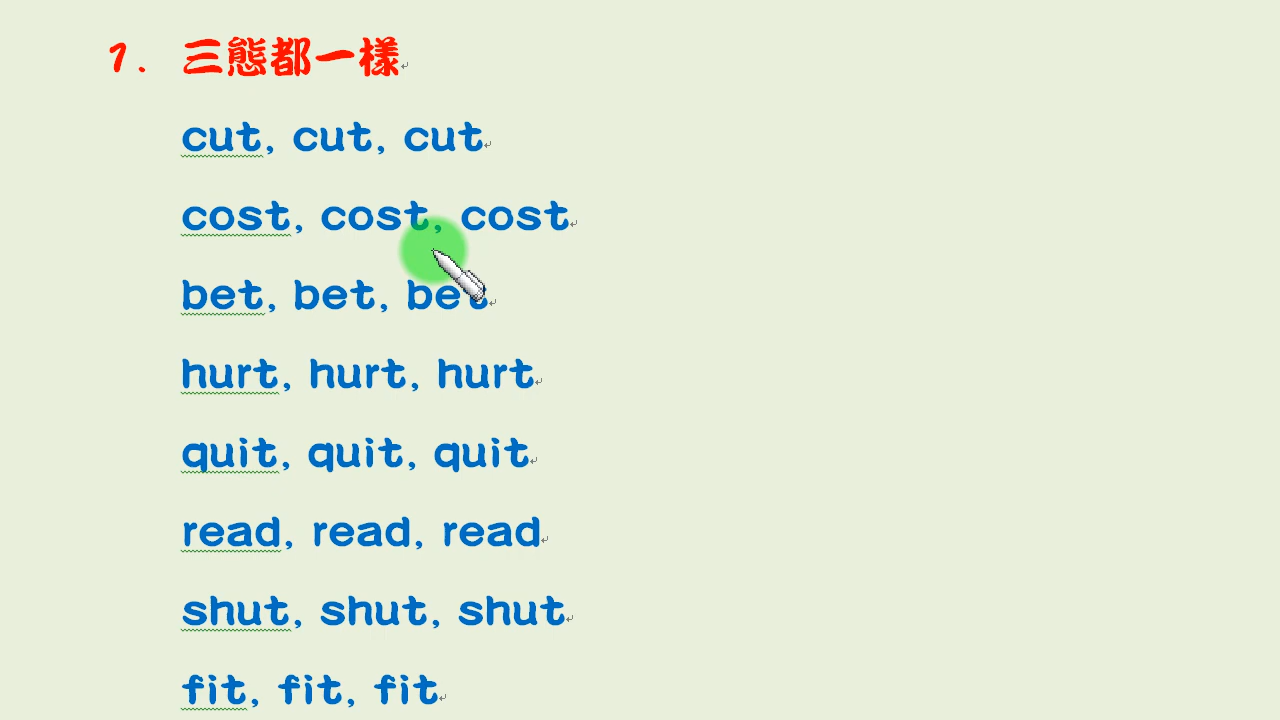 1. 三態都一樣
cut, cut, cut
cost, cost, cost
bet, bet, bet
hurt, hurt, hurt
quit, quit, quit
read, read, read
shut, shut, shut
fit, fit, fit